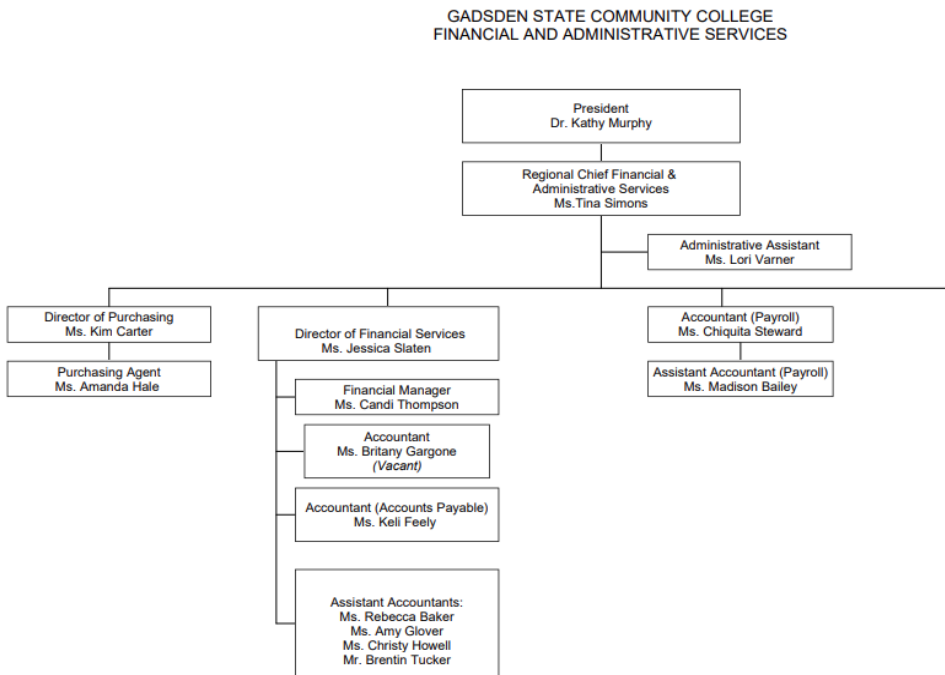 GADSDEN STATE COMMUNITY COLLEGE
FINANCIAL AND ADMINISTRATIVE SERVICES
President
Dr. Kathy Murphy
Regional Chief Financial &
Administrative Services
Ms.Tina Simons
Administrative Assistant
Ms. Lori Varner
Director of Purchasing
Ms. Kim Carter
Purchasing Agent
Ms. Amanda Hale
Director of Financial Services
Ms. Jessica Slaten
Financial Manager
Ms. Candi Thompson
Accountant
Ms. Britany Gargone
(Vacant)
Accountant (Accounts Payable)
Ms. Keli Feely
Assistant Accountants:
Ms. Rebecca Baker
Ms. Amy Glover
Ms. Christy Howell
Mr. Brentin Tucker
Accountant (Payroll)
Ms. Chiquita Steward
Assistant Accountant (Payroll)
Ms. Madison Bailey